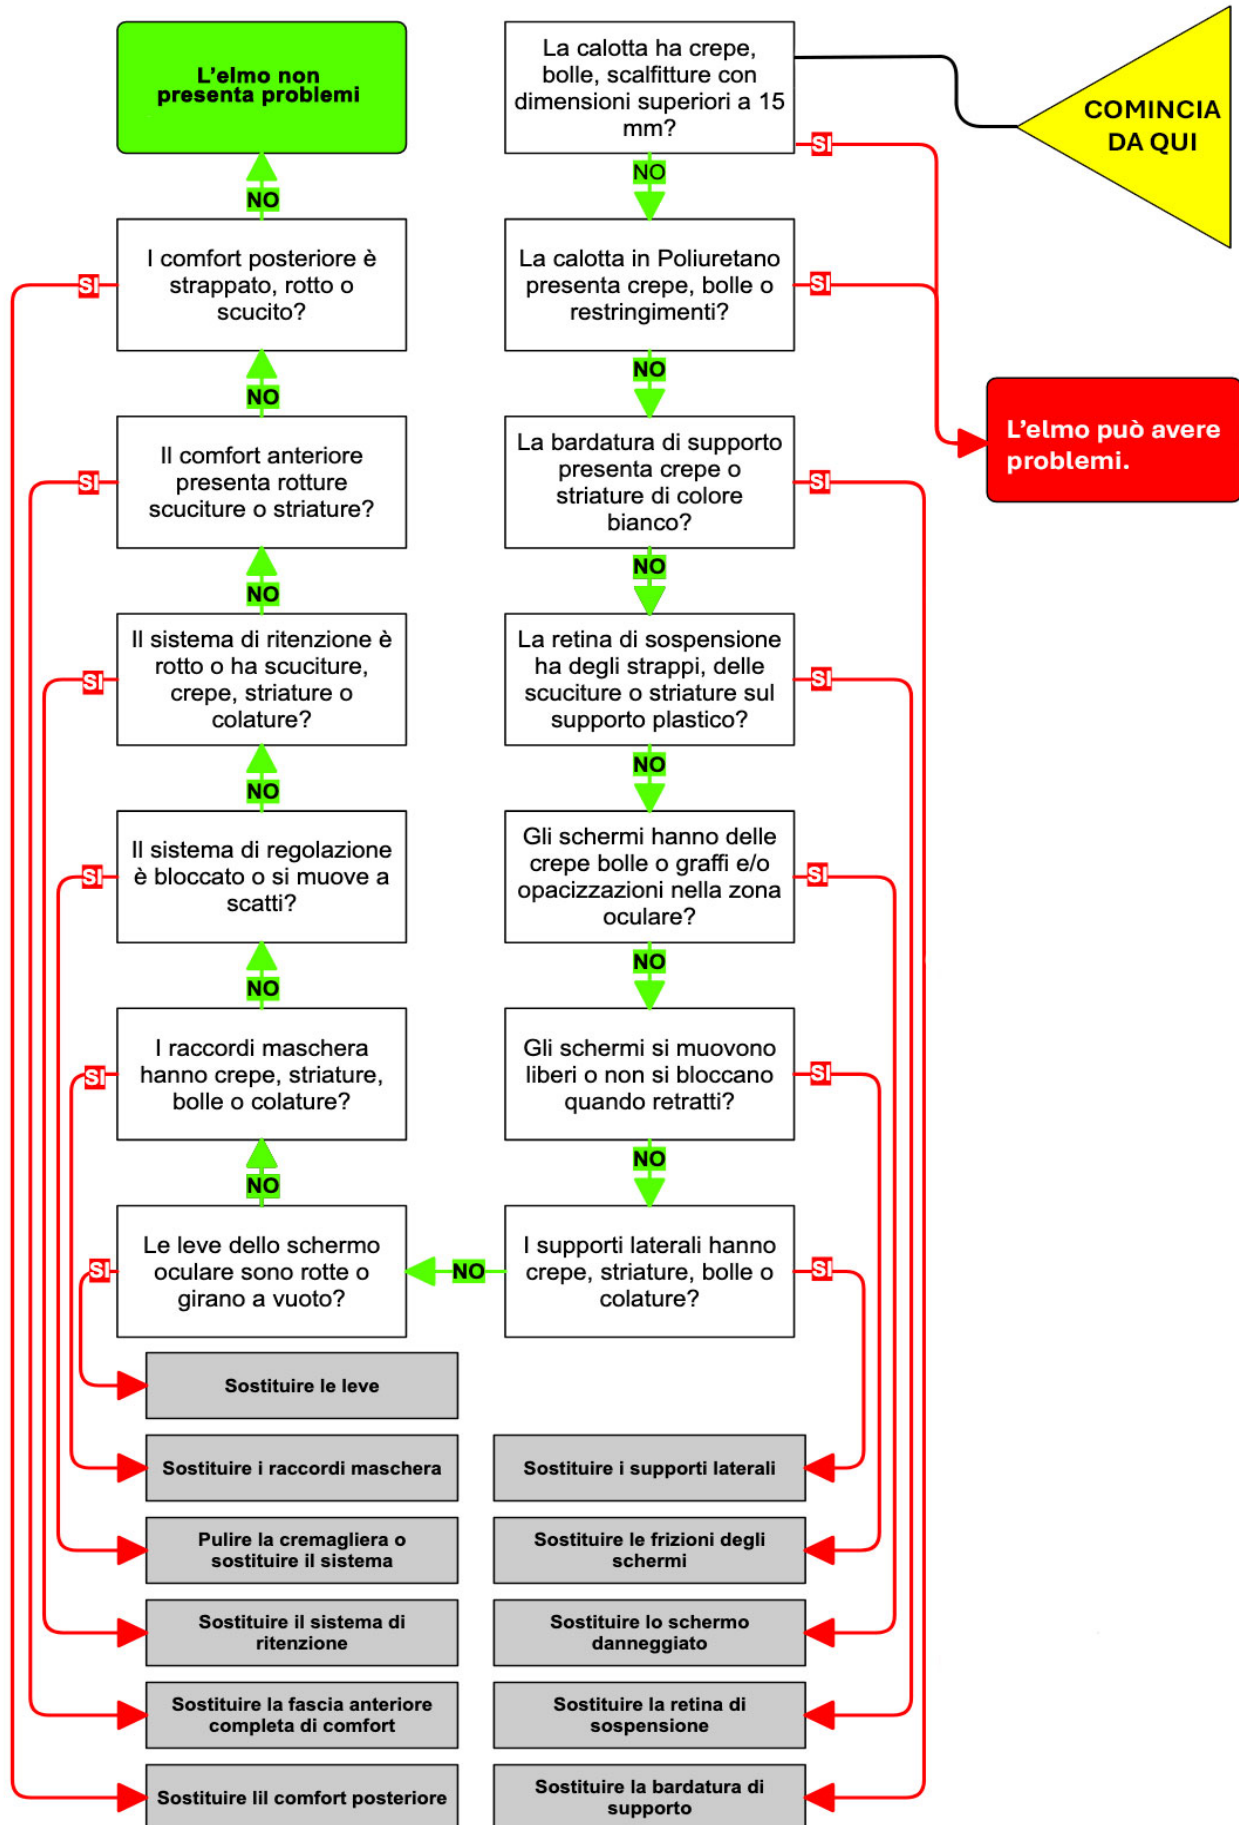 COMINCIA
DA QUI
La calotta ha crepe,
bolle, scalfitture con
dimensioni superiori a 15
mm?
SI
NO
La calotta in Poliuretano
presenta crepe, bolle o
restringimenti?
SI
L'elmo può avere
problemi.
NO
La bardatura di supporto
presenta crepe o
striature di colore
bianco?
SI
NO
La retina di sospensione
ha degli strappi, delle
scuciture o striature sul
supporto plastico?
SI
NO
Gli schermi hanno delle
crepe bolle o graffi e/o
opacizzazioni nella zona
oculare?
SI
NO
Gli schermi si muovono
liberi o non si bloccano
quando retratti?
SI
NO
I supporti laterali hanno
crepe, striature, bolle o
colature?
SI
NO
Le leve dello schermo
oculare sono rotte o
girano a vuoto?
SI
NO
I raccordi maschera
hanno crepe, striature,
bolle o colature?
SI
NO
Il sistema di regolazione
è bloccato o si muove a
scatti?
SI
NO
Il sistema di ritenzione è
rotto o ha scuciture,
crepe, striature o
colature?
SI
NO
Il comfort anteriore
presenta rotture
scuciture o striature?
SI
NO
I comfort posteriore è
strappato, rotto o
scucito?
SI
NO
L'elmo non
presenta problemi
Sostituire le leve
Sostituire i raccordi maschera
Sostituire i supporti laterali
Pulire la cremagliera o
sostituire il sistema
Sostituire le frizioni degli
schermi
Sostituire il sistema di
ritenzione
Sostituire lo schermo
danneggiato
Sostituire la fascia anteriore
completa di comfort
Sostituire la retina di
sospensione
Sostituire lil comfort posteriore
Sostituire la bardatura di
supporto